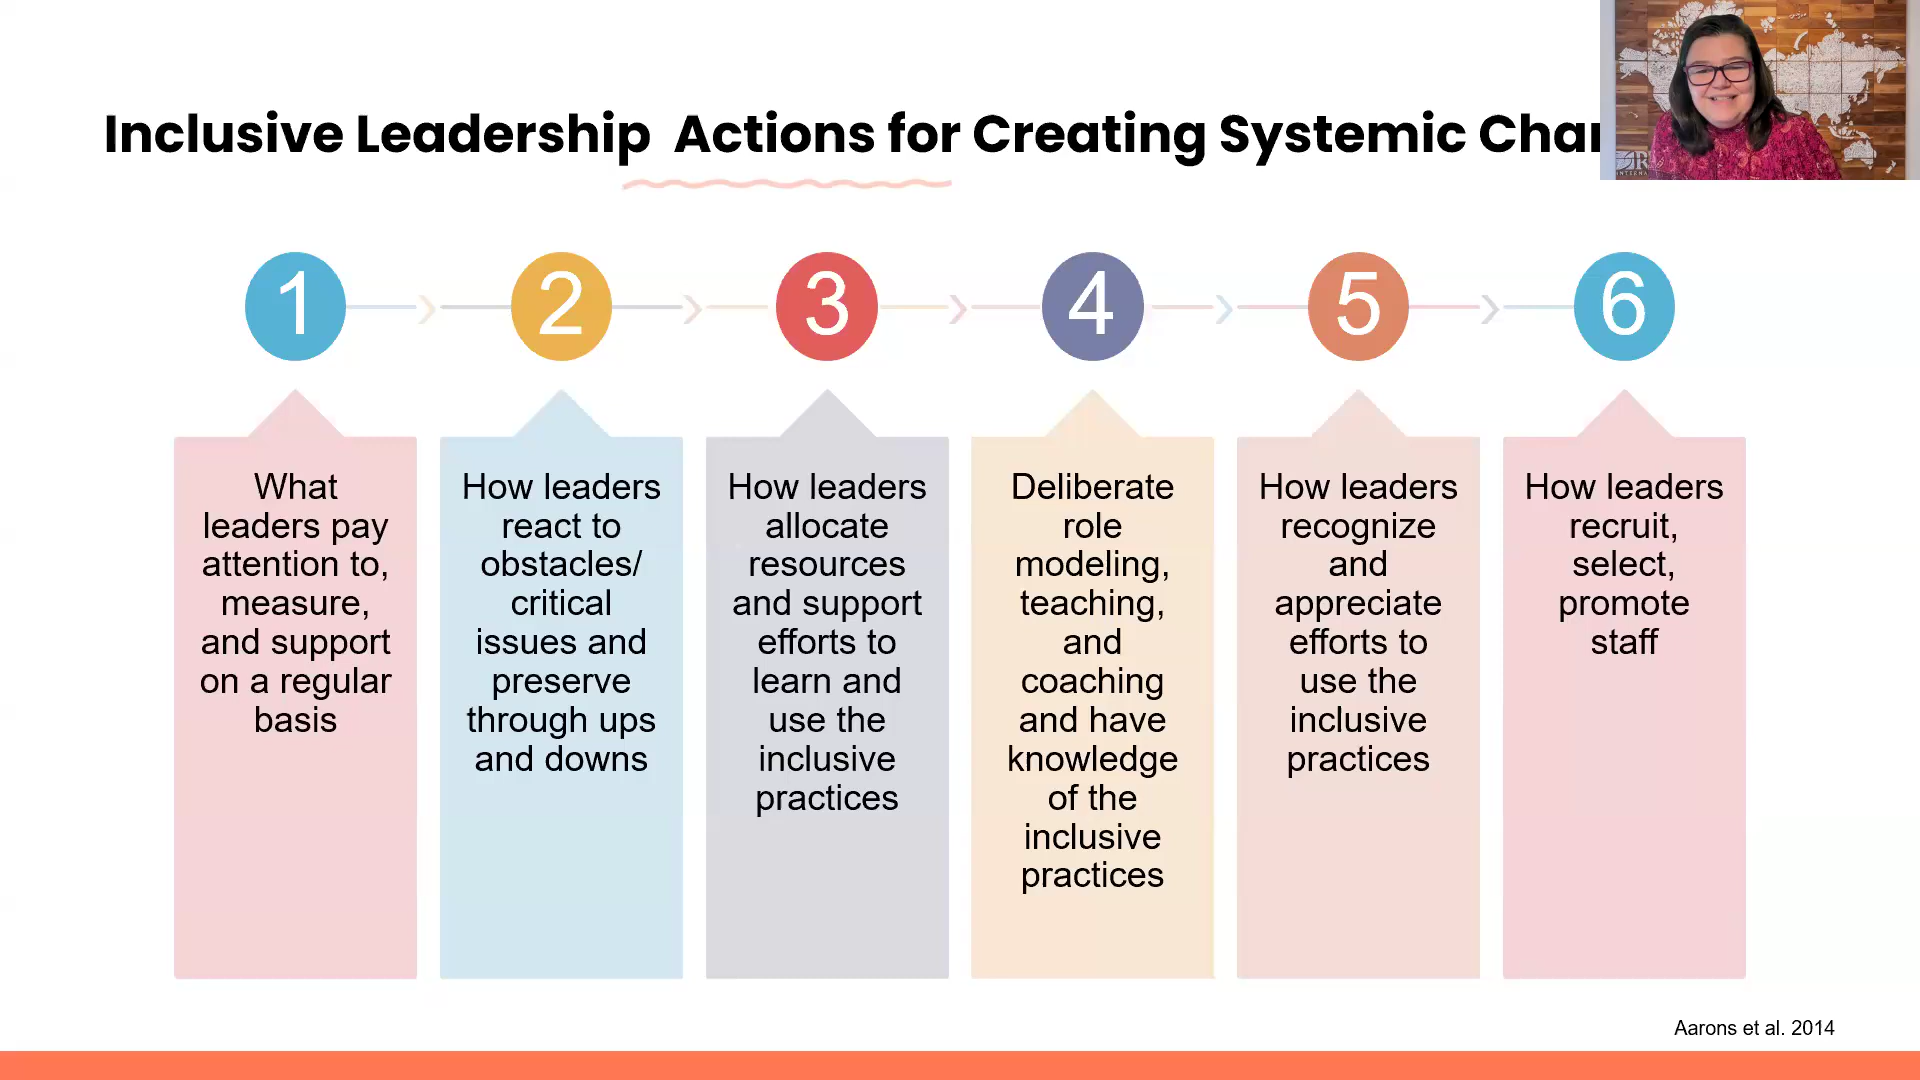 Inclusive Leadership Actions for Creating Systemic
1
2
3
4
5
6
What
leaders pay
attention to,
measure,
and support
on a regular
basis
How leaders
react to
obstacles/
critical
issues and
preserve
through ups
and downs
How leaders
allocate
resources
and support
efforts to
learn and
use the
inclusive
practices
Deliberate
role
modeling,
teaching,
and
coaching
and have
knowledge
of the
inclusive
practices
How leaders
recognize
and
appreciate
efforts to
use the
inclusive
practices
How leaders
recruit,
select,
promote
staff
Aarons et al. 2014